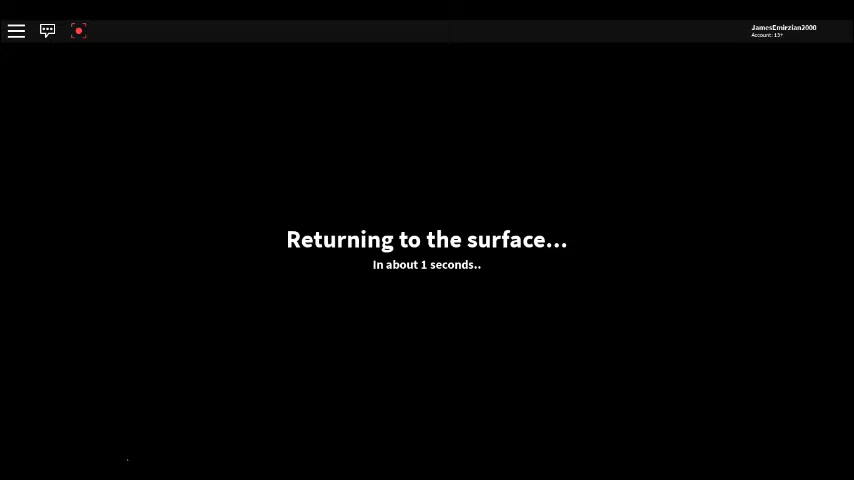 JamesEmirzian2000
Account: 13+
Returning to the surface...
In about 1 seconds..